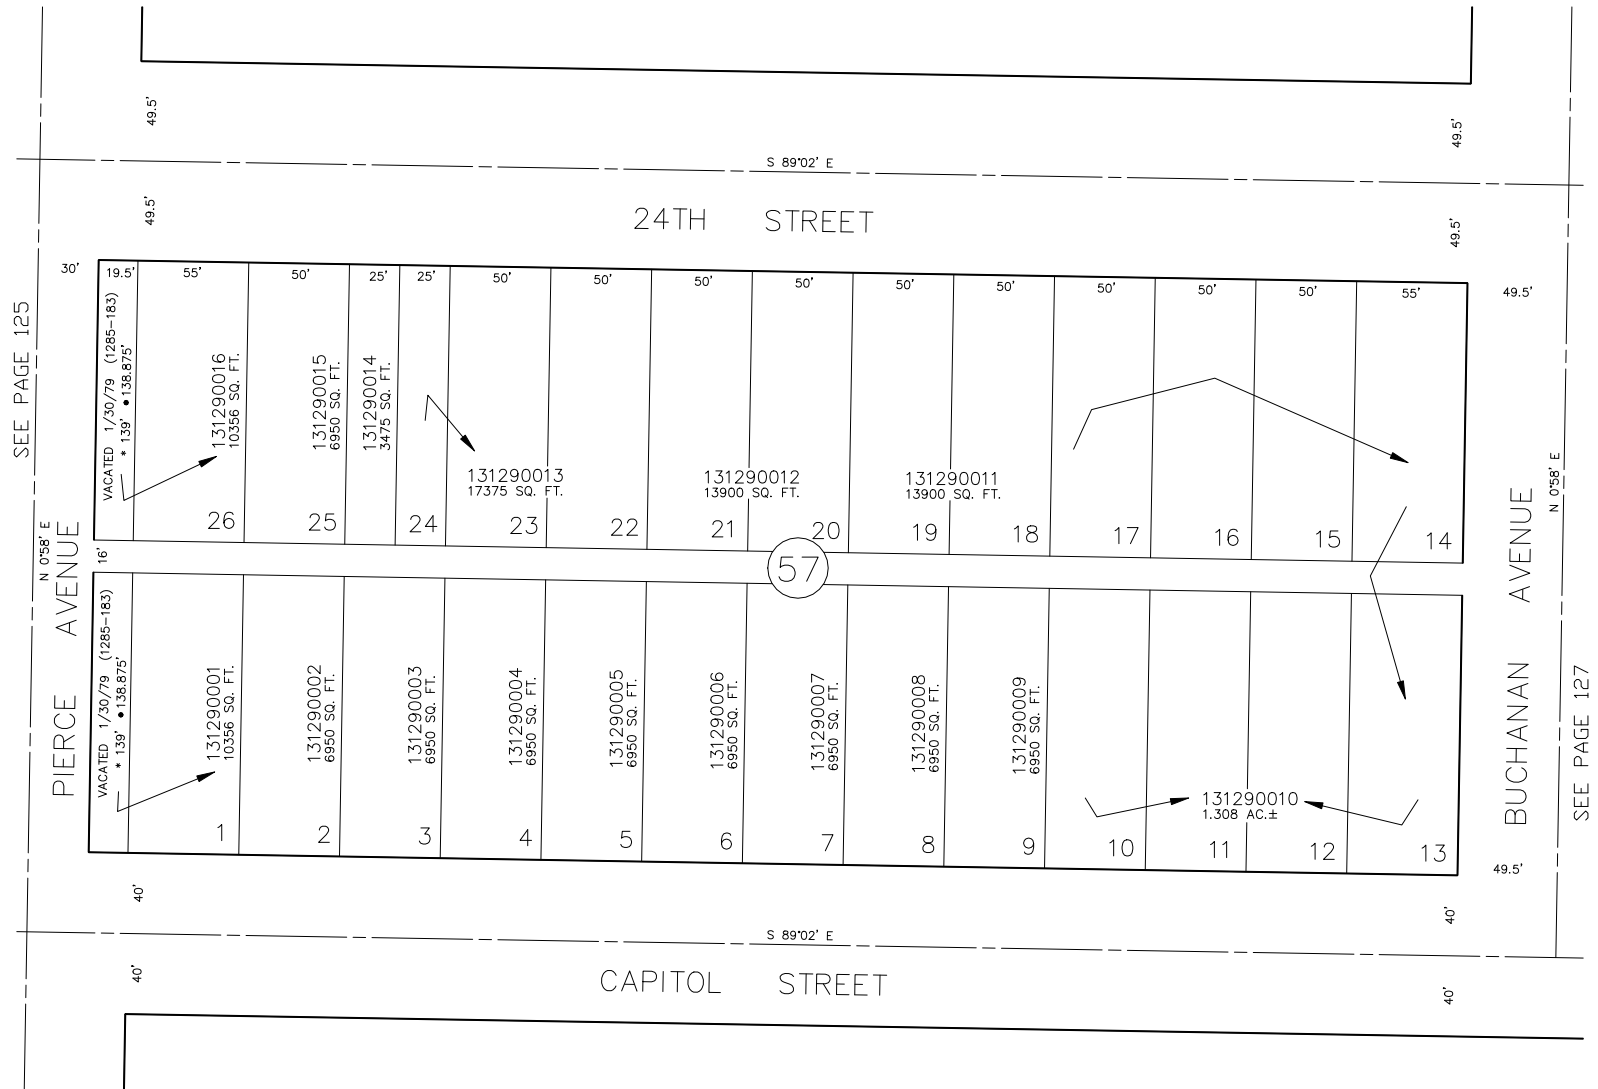 49.5'
49.5'
S 89°02' E
49.5'
24TH STREET
49.5'
30'
19.5'
55'
50'
25'
25'
50'
50'
50'
50'
50'
50'
50'
50'
50'
55'
49.5'
SEE PAGE 125
VACATED 1/30/79 (1285-183)
* 139' •138.875'
131290016
10356 SQ. FT.
131290015
6950 SQ. FT.
131290014
3475 SQ. FT.
131290013
17375 SQ. FT.
131290012
13900 SQ. FT.
131290011
13900 SQ. FT.
26
25
24
23
22
21
20
19
18
17
16
15
14
N 0°58' E
PIERCE AVENUE
16'
57
N 0°58' E
BUCHANAN AVENUE
SEE PAGE 127
VACATED 1/30/79 (1285-183)
* 139' •138.875'
131290001
10356 SQ. FT.
131290002
6950 SQ. FT.
131290003
6950 SQ. FT.
131290004
6950 SQ. FT.
131290005
6950 SQ. FT.
131290006
6950 SQ. FT.
131290007
6950 SQ. FT.
131290008
6950 SQ. FT.
131290009
6950 SQ. FT.
131290010
1.308 AC.±
1
2
3
4
5
6
7
8
9
10
11
12
13
49.5'
40'
40'
S 89°02' E
40'
CAPITOL STREET
40'